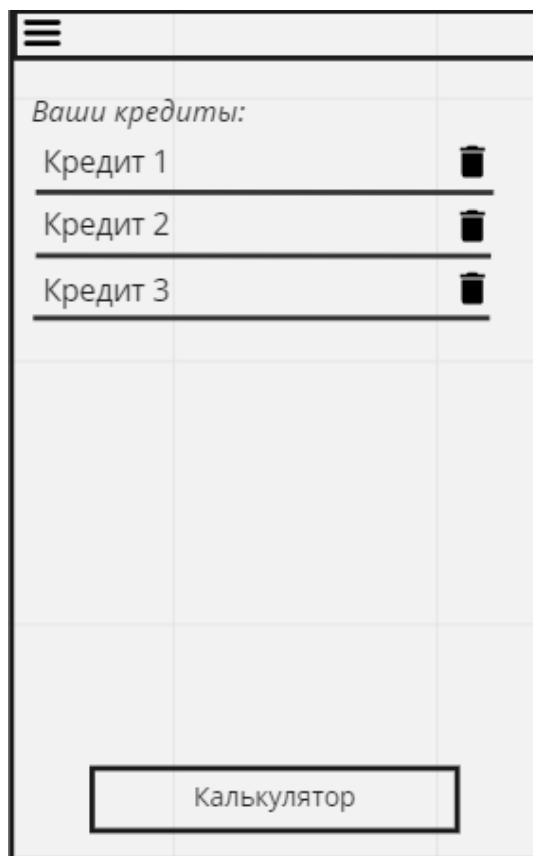 Ваши кредиты:
Кредит 1
Кредит 2
Кредит 3
Калькулятор